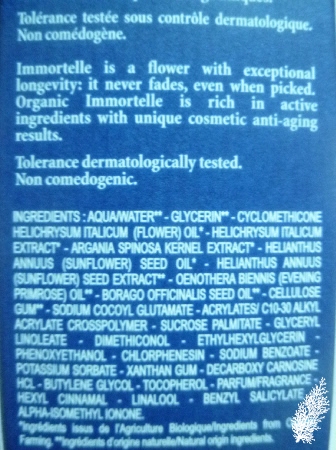 Tolérance testée sous contrôle dermatologique.
Non comédogène.
Immortelle is a flower with exceptional
longevity: it never fades, even when picked.
Organic Immortelle is rich in active
ingredients with unique cosmetic anti-aging
results.
Tolerance dermatologically tested.
Non comedogenic.
INGREDIENTS : AQUA/WATER** - GLYCERIN** - CYCLOMETHICONE
HELICHRYSUM ITALICUM (FLOWER) OIL* - HELICHRYSUM ITALICUM
EXTRACT* - ARGANIA SPINOSA KERNEL EXTRACT* - HELIANTHUS
ANNUUS (SUNFLOWER) SEED OIL* - HELIANTHUS ANNUUS
(SUNFLOWER) SEED EXTRACT** - OENOTHERA BIENNIS (EVENING
PRIMROSE) OIL** - BORAGO OFFICINALIS SEED OIL** - CELLULOSE
GUM** - SODIUM COCOYL GLUTAMATE - ACRYLATES/ C10-30 ALKYL
ACRYLATE CROSSPOLYMER - SUCROSE PALMITATE - GLYCERYL
LINOLEATE - DIMETHICONOL - ETHYLHEXYLGLYCERIN -
PHENOXYETHANOL - CHLORPHENESIN - SODIUM BENZOATE -
POTASSIUM SORBATE - XANTHAN GUM - DECARBOXY CARNOSINE
HCL - BUTYLENE GLYCOL - TOCOPHEROL - PARFUM/FRAGRANCE -
HEXYL CINNAMAL - LINALOOL - BENZYL SALICYLATE -
ALPHA-ISOMETHYL IONONE.
*Ingrédients issus de l'Agriculture Biologique/Ingredients from
Farming. **Ingrédients d'origine naturelle/Natural origin ingredients.